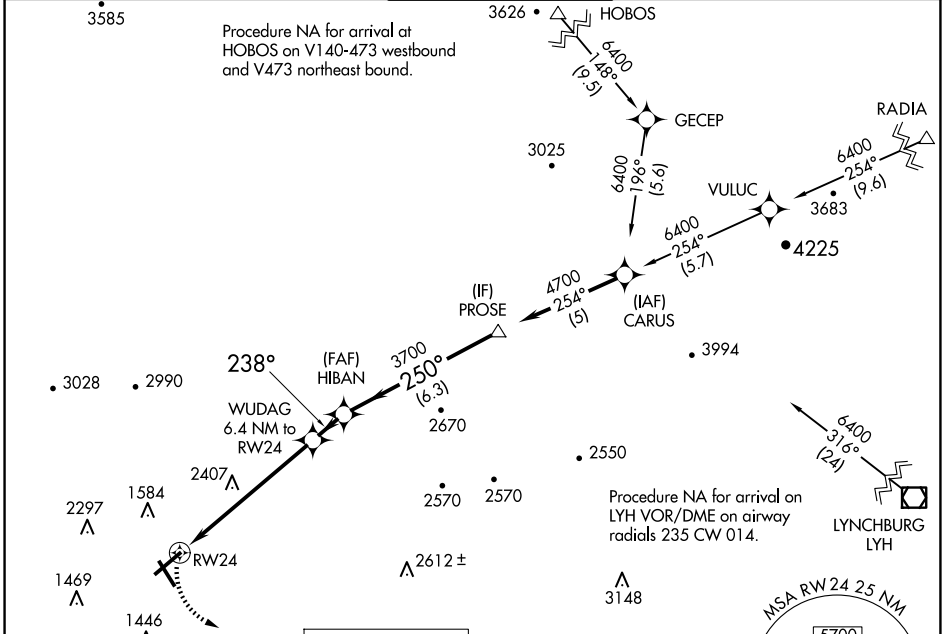 3585
Procedure NA for arrival at
HOBOS on V140-473 westbound
and V473 northeast bound.
3626
HOBOS
6400
148°
(9.5)
GECEP
RADIA
3025
6400
196°
(5.6)
6400
254°
(9.6)
VULUC
3683
6400
254°
(5.7)
4225
4700
254°
(5)
(IF)
PROSE
(IAF)
CARUS
3994
238°
(FAF)
HIBAN
3700
250°
(6.3)
3028
2990
WUDAG
6.4 NM to
RW24
2670
6400
316°
(24)
2407
2550
2297
1584
2570
2570
Procedure NA for arrival on
LYH VOR/DME on airway
radials 235 CW 014.
LYNCHBURG
LYH
RW24
2612 ±
1469
3148
1446
MSA RW24 25 NM
5700